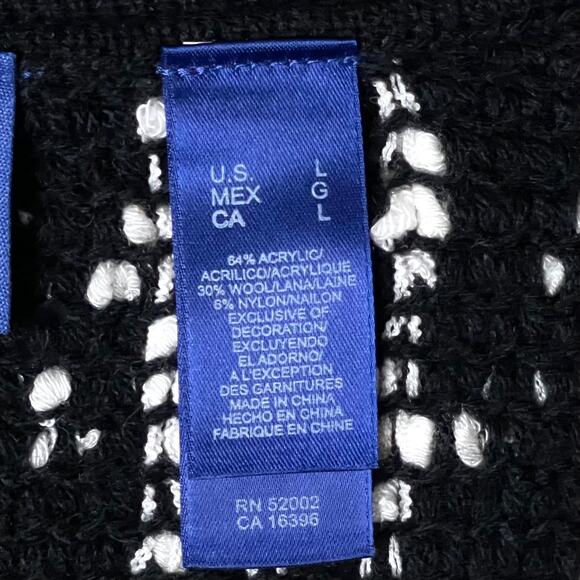 U.S. L
MEX G
CA L
64% ACRYLIC/
ACRILICO/ACRYLIQUE
30% WOOL/LANA/LAINE
6% NYLON/NAILON
EXCLUSIVE OF
DECORATION/
EXCLUYENDO
EL ADORNO/
A L'EXCEPTION
DES GARNITURES
MADE IN CHINA
HECHO EN CHINA
FABRIQUE EN CHINE
RN 52002
CA 16396